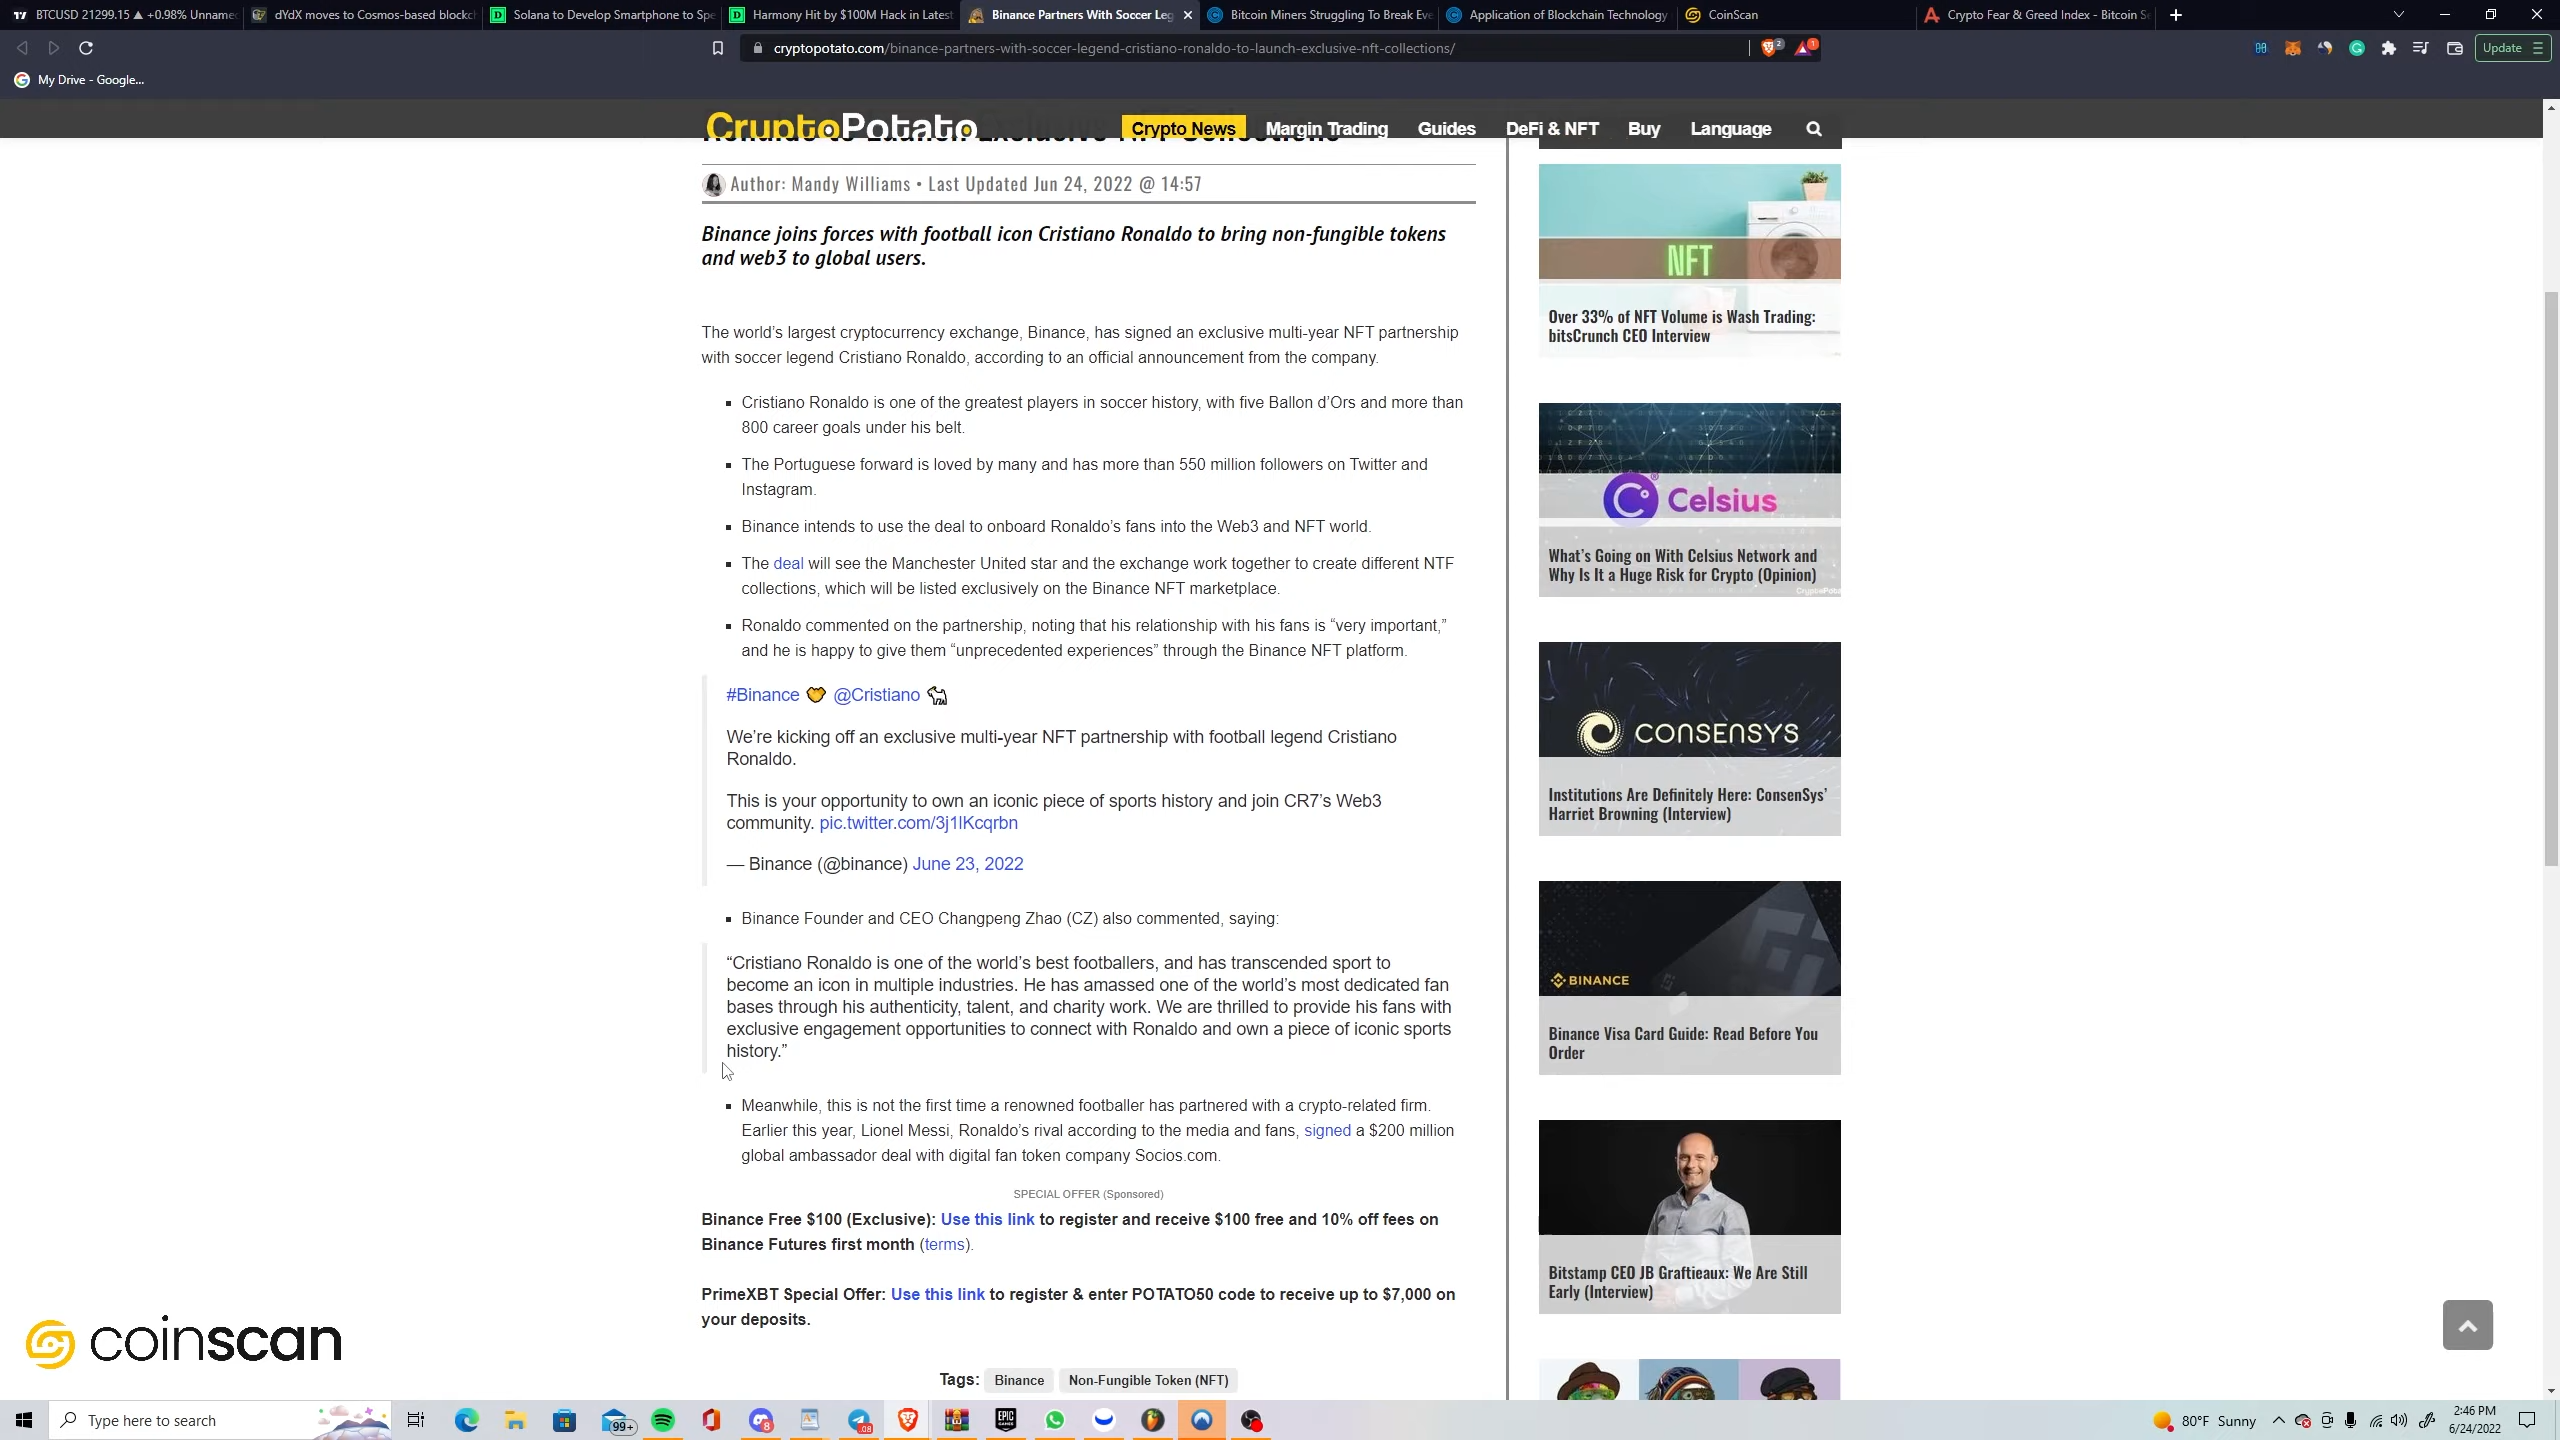 BTCUSD 21299.15 ▲ +0.98% Unnamed
dYdX moves to Cosmos-based blockc
Solana to Develop Smartphone to Spe
Harmony Hit by $100M Hack in Latest
Binance Partners With Soccer Leg
Bitcoin Miners Struggling To Break Eve
Application of Blockchain Technology
CoinScan
Crypto Fear & Greed Index - Bitcoin Se
cryptopotato.com/binance-partners-with-soccer-legend-cristiano-ronaldo-to-launch-exclusive-nft-collections/
2
1
Update
My Drive - Google...
CryptoPotato
Crypto News
Margin Trading
Guides
DeFi & NFT
Buy
Language
Ronaldo to Launch Exclusive NFT Collections
Author: Mandy Williams • Last Updated Jun 24, 2022 @ 14:57
Binance joins forces with football icon Cristiano Ronaldo to bring non-fungible tokens
and web3 to global users.
The world’s largest cryptocurrency exchange, Binance, has signed an exclusive multi-year NFT partnership
with soccer legend Cristiano Ronaldo, according to an official announcement from the company.
▪ Cristiano Ronaldo is one of the greatest players in soccer history, with five Ballon d’Ors and more than
800 career goals under his belt.
▪ The Portuguese forward is loved by many and has more than 550 million followers on Twitter and
Instagram.
▪ Binance intends to use the deal to onboard Ronaldo’s fans into the Web3 and NFT world.
▪ The deal will see the Manchester United star and the exchange work together to create different NTF
collections, which will be listed exclusively on the Binance NFT marketplace.
▪ Ronaldo commented on the partnership, noting that his relationship with his fans is “very important,”
and he is happy to give them “unprecedented experiences” through the Binance NFT platform.
#Binance 🤝 @Cristiano 🐐
We’re kicking off an exclusive multi-year NFT partnership with football legend Cristiano
Ronaldo.
This is your opportunity to own an iconic piece of sports history and join CR7’s Web3
community. pic.twitter.com/3j1lKcqrbn
— Binance (@binance) June 23, 2022
▪ Binance Founder and CEO Changpeng Zhao (CZ) also commented, saying:
“Cristiano Ronaldo is one of the world’s best footballers, and has transcended sport to
become an icon in multiple industries. He has amassed one of the world’s most dedicated fan
bases through his authenticity, talent, and charity work. We are thrilled to provide his fans with
exclusive engagement opportunities to connect with Ronaldo and own a piece of iconic sports
history.”
▪ Meanwhile, this is not the first time a renowned footballer has partnered with a crypto-related firm.
Earlier this year, Lionel Messi, Ronaldo’s rival according to the media and fans, signed a $200 million
global ambassador deal with digital fan token company Socios.com.
SPECIAL OFFER (Sponsored)
Binance Free $100 (Exclusive): Use this link to register and receive $100 free and 10% off fees on
Binance Futures first month (terms).
PrimeXBT Special Offer: Use this link to register & enter POTATO50 code to receive up to $7,000 on
your deposits.
Tags: Binance Non-Fungible Token (NFT)
NFT
Over 33% of NFT Volume is Wash Trading:
bitsCrunch CEO Interview
Celsius
What’s Going on With Celsius Network and
Why Is It a Huge Risk for Crypto (Opinion)
CONSENSYS
Institutions Are Definitely Here: ConsenSys’
Harriet Browning (Interview)
BINANCE
Binance Visa Card Guide: Read Before You
Order
Bitstamp CEO JB Graftieaux: We Are Still
Early (Interview)
coinscan
Type here to search
99+
80°F Sunny
2:46 PM
6/24/2022